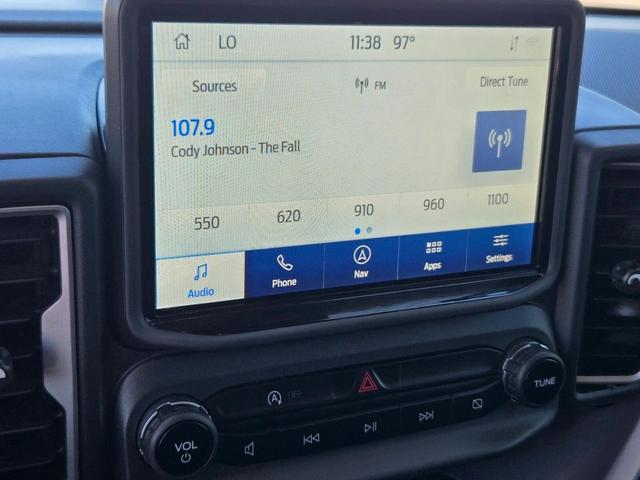 LO 11:38 97°
Sources FM Direct Tune
107.9
Cody Johnson - The Fall
550 620 910 960 1100
Audio Phone Nav Apps Settings
OFF
VOL TUNE